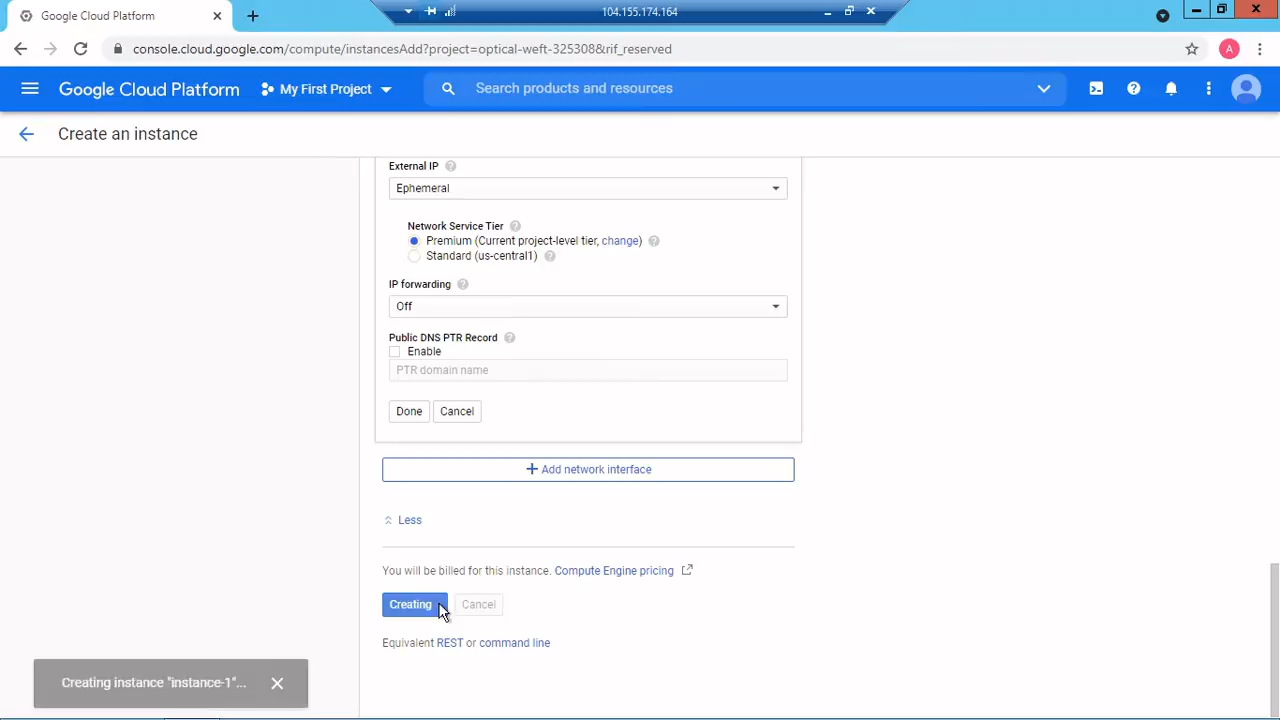 Google Cloud Platform
104.155.174.164
console.cloud.google.com/compute/instancesAdd?project=optical-weft-325308&rif_reserved
A
Google Cloud Platform
My First Project
Search products and resources
Create an instance
External IP
Ephemeral
Network Service Tier
Premium (Current project-level tier, change)
Standard (us-central1)
IP forwarding
Off
Public DNS PTR Record
Enable
PTR domain name
Done Cancel
+ Add network interface
Less
You will be billed for this instance. Compute Engine pricing
Creating Cancel
Equivalent REST or command line
Creating instance "instance-1"...